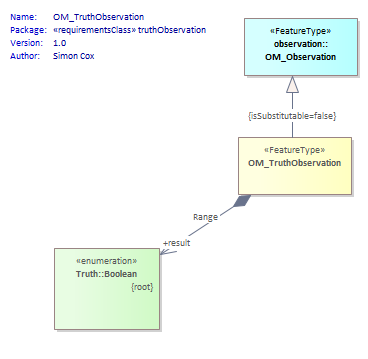 Name: OM_TruthObservation
Package: «requirementsClass» truthObservation
Version: 1.0
Author: Simon Cox
«FeatureType»
observation::
OM_Observation
{isSubstitutable=false}
«FeatureType»
OM_TruthObservation
Range
+result
«enumeration»
Truth::Boolean
{root}